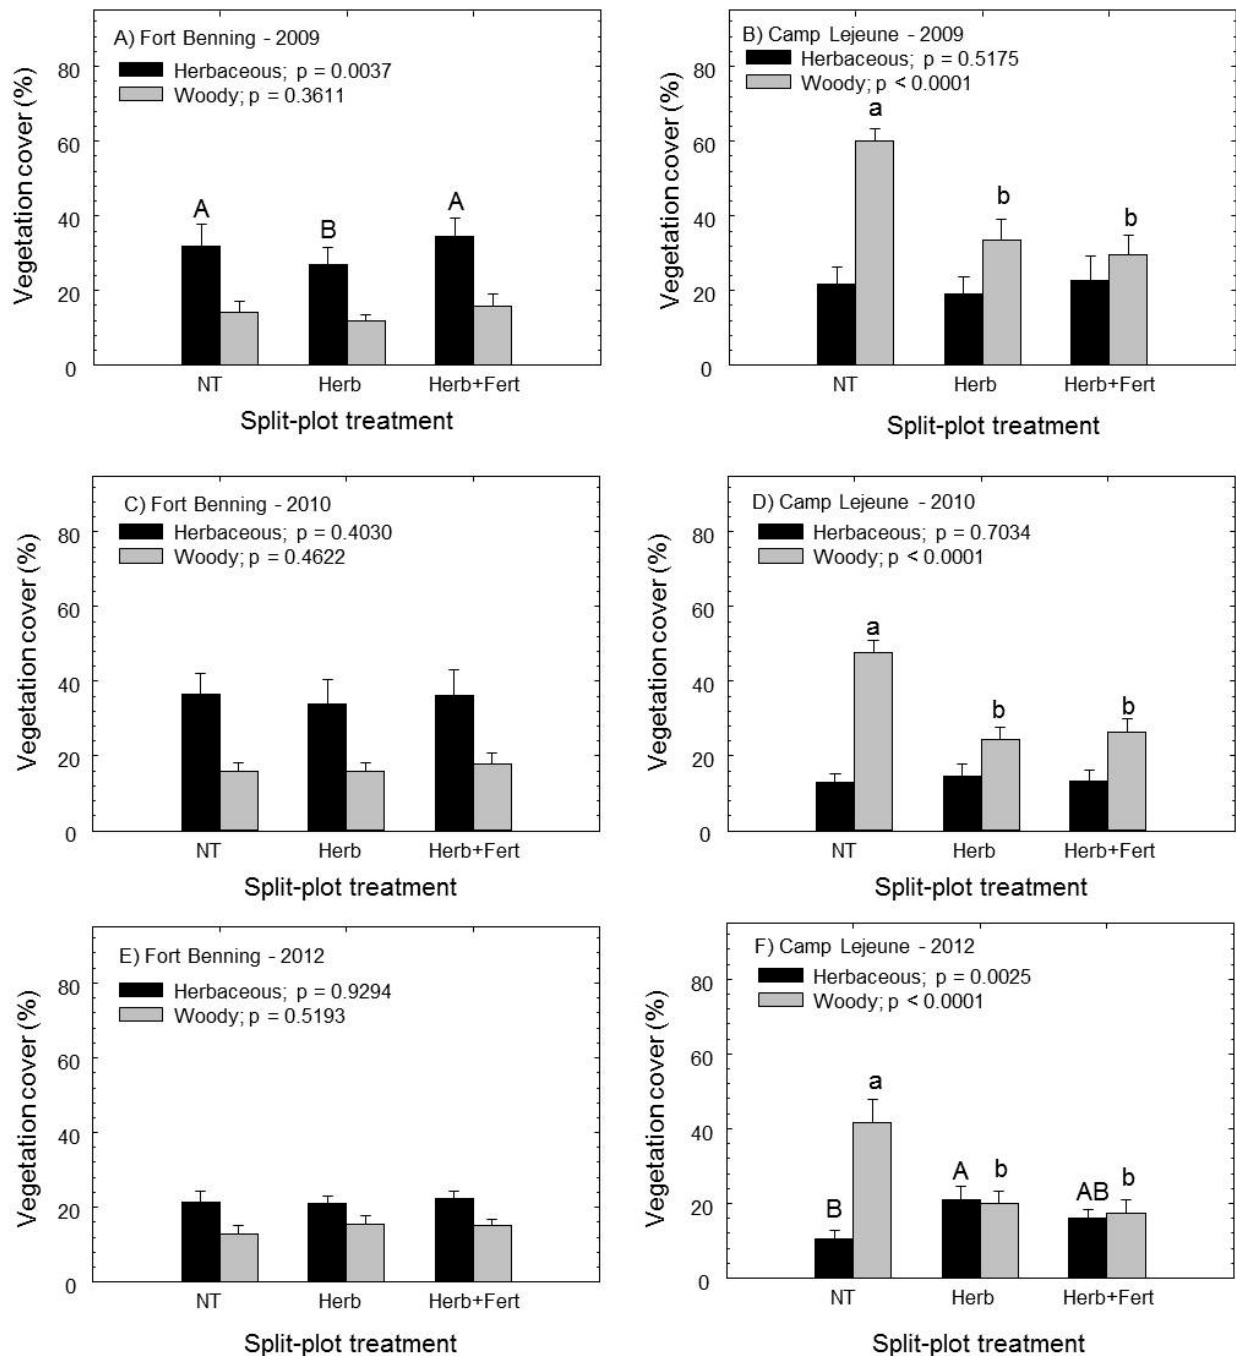 A) Fort Benning - 2009
Herbaceous; p = 0.0037
Woody; p = 0.3611
Vegetation cover (%)
80
60
40
20
0
A
B
A
NT Herb Herb+Fert
Split-plot treatment
B) Camp Lejeune - 2009
Herbaceous; p = 0.5175
Woody; p < 0.0001
Vegetation cover (%)
80
60
40
20
0
a
b
b
NT Herb Herb+Fert
Split-plot treatment
C) Fort Benning - 2010
Herbaceous; p = 0.4030
Woody; p = 0.4622
Vegetation cover (%)
80
60
40
20
0
NT Herb Herb+Fert
Split-plot treatment
D) Camp Lejeune - 2010
Herbaceous; p = 0.7034
Woody; p < 0.0001
Vegetation cover (%)
80
60
40
20
0
a
b
b
NT Herb Herb+Fert
Split-plot treatment
E) Fort Benning - 2012
Herbaceous; p = 0.9294
Woody; p = 0.5193
Vegetation cover (%)
80
60
40
20
0
NT Herb Herb+Fert
Split-plot treatment
F) Camp Lejeune - 2012
Herbaceous; p = 0.0025
Woody; p < 0.0001
Vegetation cover (%)
80
60
40
20
0
B
a
A
b
AB
b
NT Herb Herb+Fert
Split-plot treatment